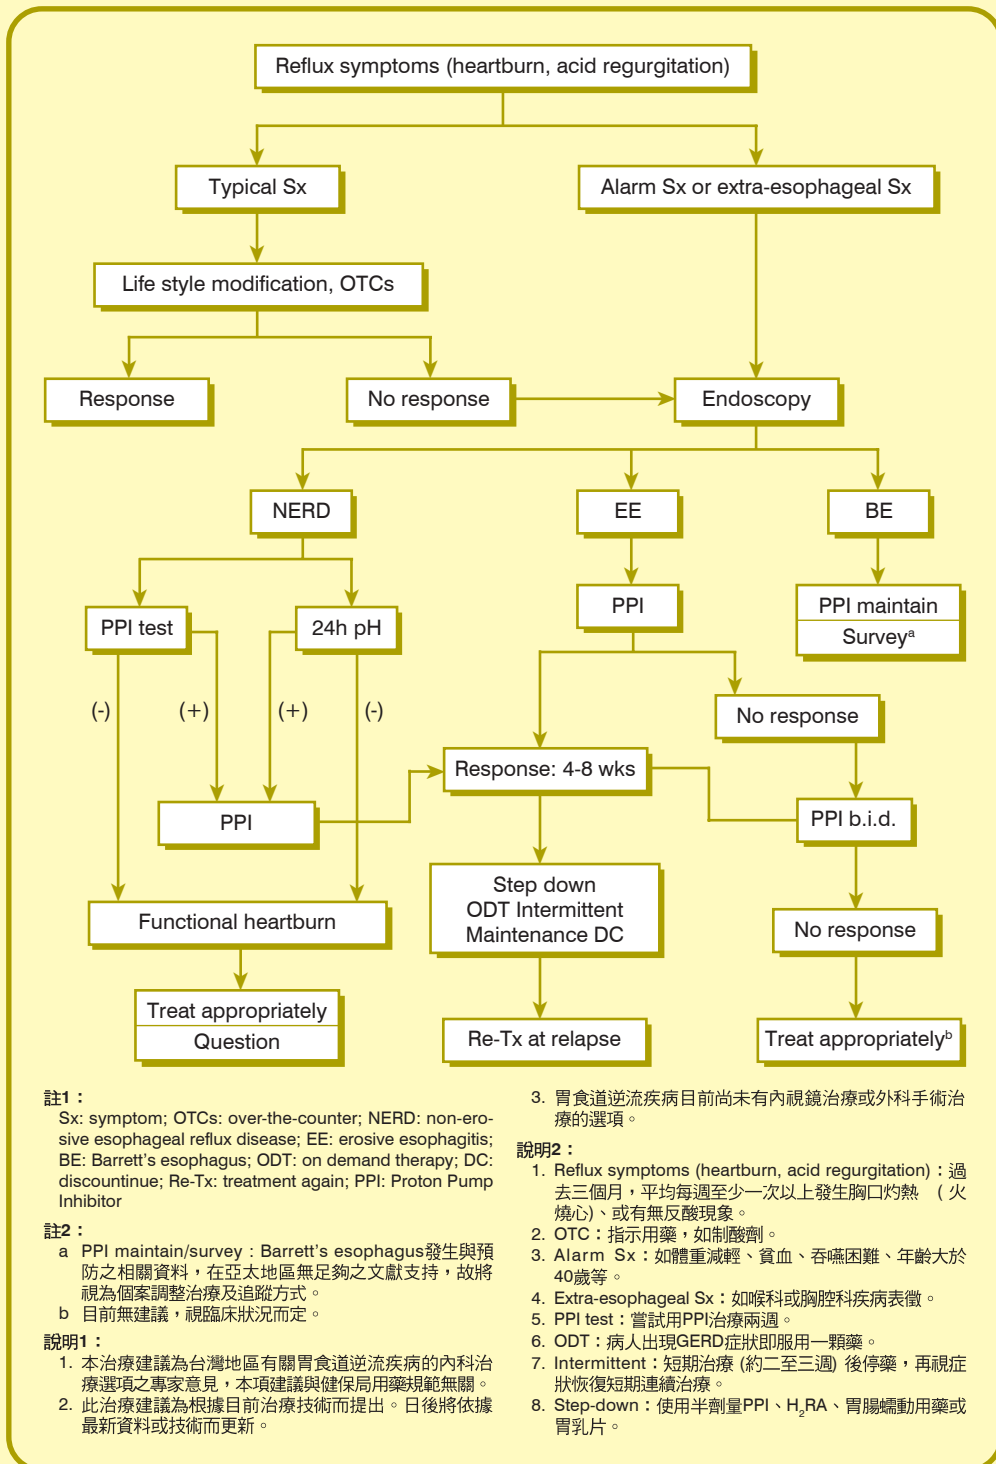 Reflux symptoms (heartburn, acid regurgitation)
Typical Sx
Alarm Sx or extra-esophageal Sx
Life style modification, OTCs
Response
No response
Endoscopy
NERD
EE
BE
PPI test
24h pH
PPI
PPI maintain
Surveyᵃ
(-)
(+)
(+)
(-)
No response
Response: 4-8 wks
PPI
PPI b.i.d.
Step down
ODT Intermittent
Maintenance DC
Functional heartburn
No response
Treat appropriately
Question
Re-Tx at relapse
Treat appropriatelyᵇ
註1：
Sx: symptom; OTCs: over-the-counter; NERD: non-ero-
sive esophageal reflux disease; EE: erosive esophagitis;
BE: Barrett's esophagus; ODT: on demand therapy; DC:
discountinue; Re-Tx: treatment again; PPI: Proton Pump
Inhibitor
註2：
a PPI maintain/survey : Barrett's esophagus發生與預
防之相關資料，在亞太地區無足夠之文獻支持，故將
視為個案調整治療及追蹤方式。
b 目前無建議，視臨床狀況而定。
說明1：
1. 本治療建議為台灣地區有關胃食道逆流疾病的內科治
療選項之專家意見，本項建議與健保局用藥規範無關。
2. 此治療建議為根據目前治療技術而提出。日後將依據
最新資料或技術而更新。
3. 胃食道逆流疾病目前尚未有內視鏡治療或外科手術治
療的選項。
說明2：
1. Reflux symptoms (heartburn, acid regurgitation)：過
去三個月，平均每週至少一次以上發生胸口灼熱 （火
燒心）、或有無反酸現象。
2. OTC：指示用藥，如制酸劑。
3. Alarm Sx：如體重減輕、貧血、吞嚥困難、年齡大於
40歲等。
4. Extra-esophageal Sx：如喉科或胸腔科疾病表徵。
5. PPI test：嘗試用PPI治療兩週。
6. ODT：病人出現GERD症狀即服用一顆藥。
7. Intermittent：短期治療 (約二至三週) 後停藥，再視症
狀恢復短期連續治療。
8. Step-down：使用半劑量PPI、H₂RA、胃腸蠕動用藥或
胃乳片。